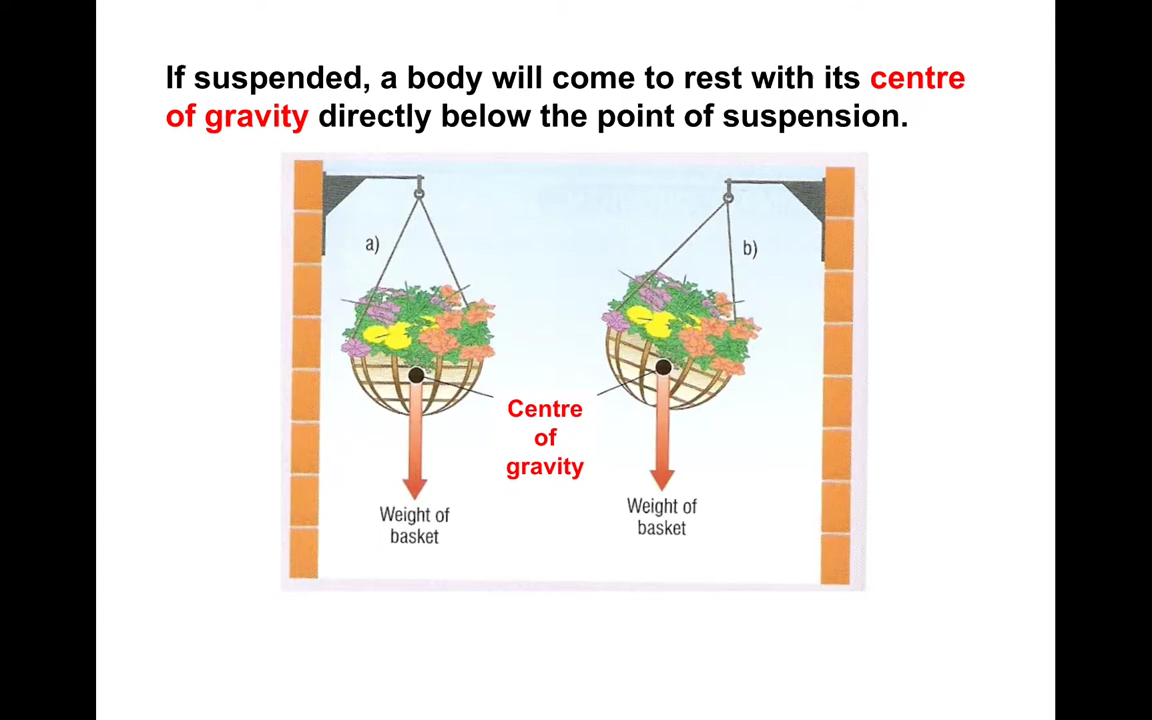 If suspended, a body will come to rest with its centre
of gravity directly below the point of suspension.
a)
b)
Centre
of
gravity
Weight of
basket
Weight of
basket